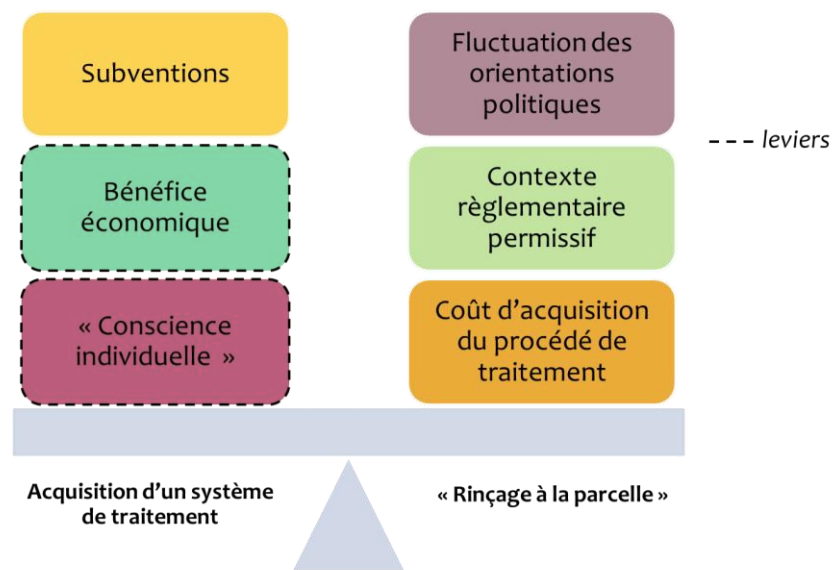 Subventions
Bénéfice
économique
« Conscience
individuelle »
Fluctuation des
orientations
politiques
Contexte
règlementaire
permissif
Coût d’acquisition
du procédé de
traitement
--- leviers
Acquisition d’un système
de traitement
« Rinçage à la parcelle »